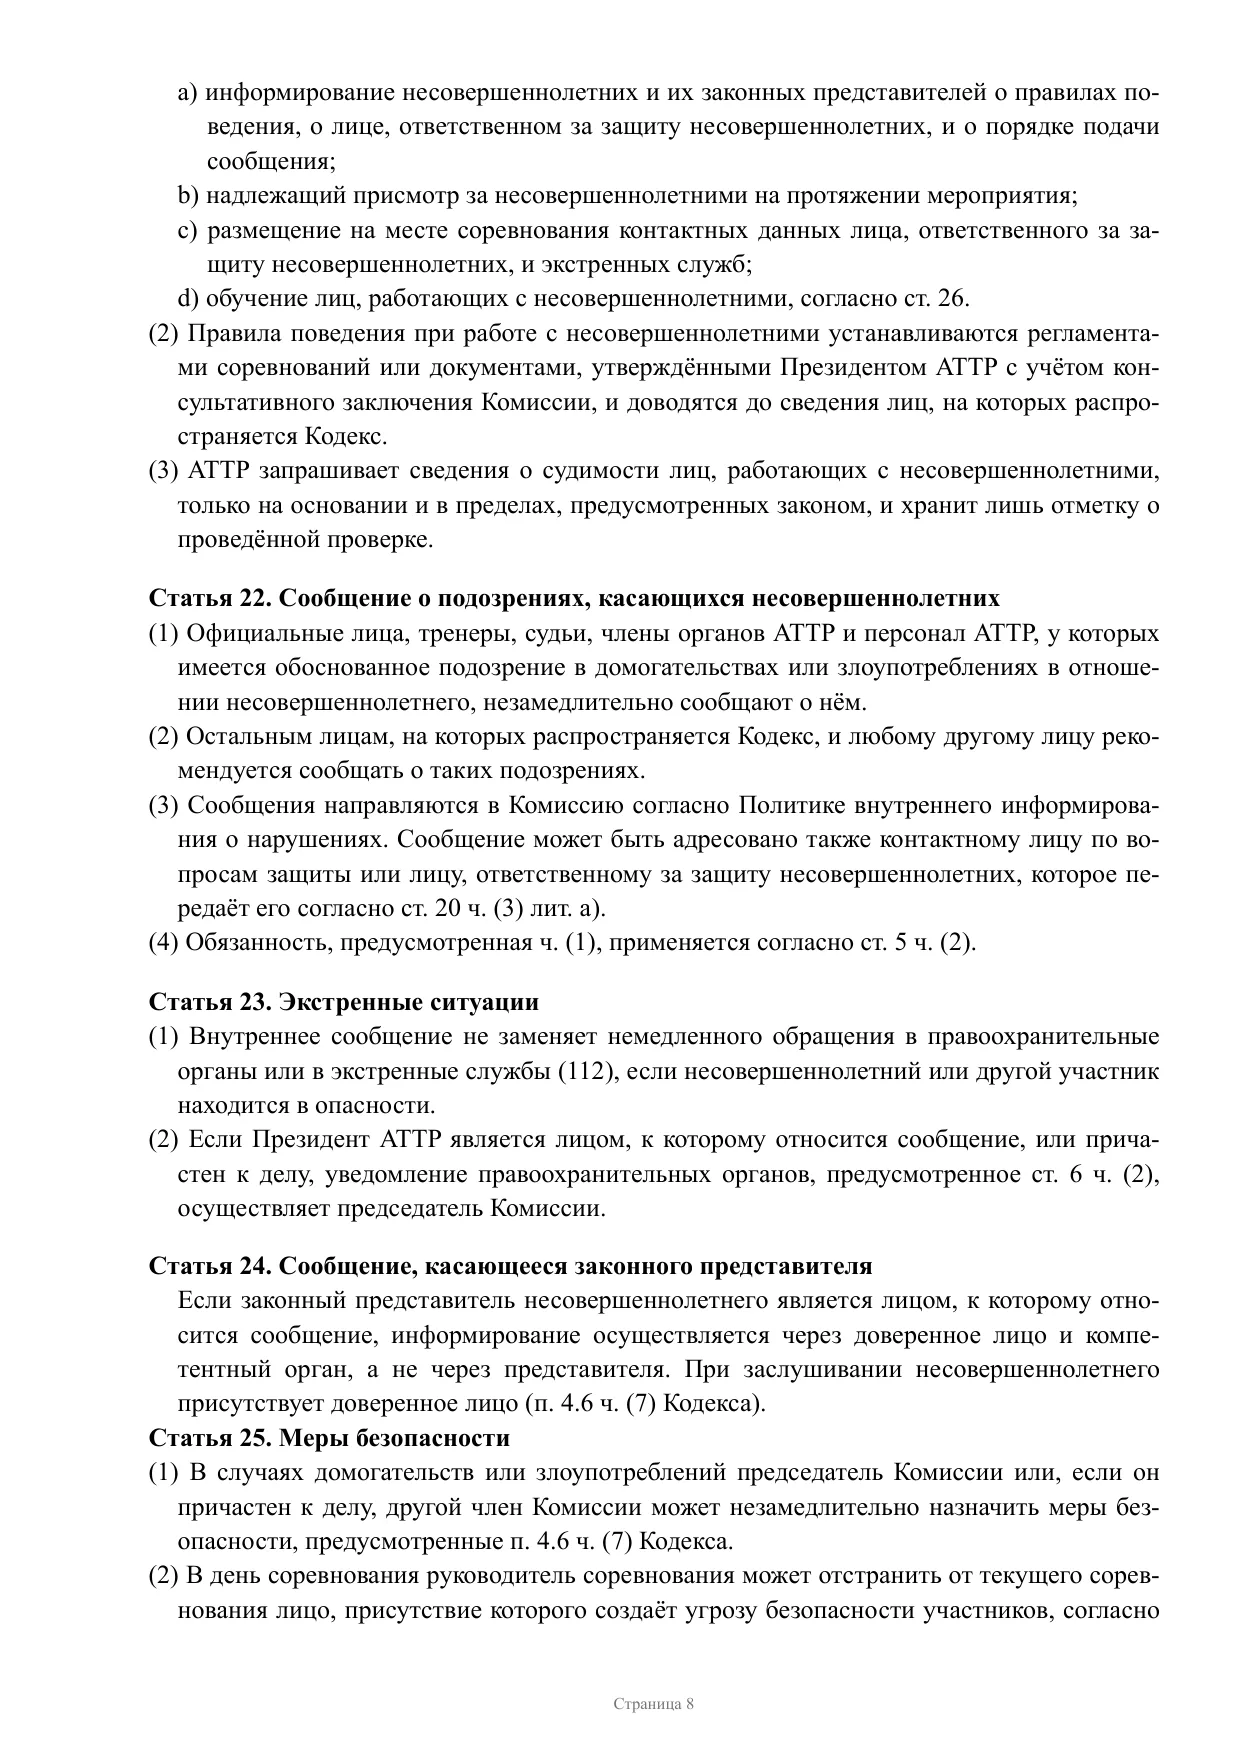 a) информирование несовершеннолетних и их законных представителей о правилах по-
ведения, о лице, ответственном за защиту несовершеннолетних, и о порядке подачи
сообщения;
b) надлежащий присмотр за несовершеннолетними на протяжении мероприятия;
c) размещение на месте соревнования контактных данных лица, ответственного за за-
щиту несовершеннолетних, и экстренных служб;
d) обучение лиц, работающих с несовершеннолетними, согласно ст. 26.
(2) Правила поведения при работе с несовершеннолетними устанавливаются регламента-
ми соревнований или документами, утверждёнными Президентом АТТР с учётом кон-
сультативного заключения Комиссии, и доводятся до сведения лиц, на которых распро-
страняется Кодекс.
(3) АТТР запрашивает сведения о судимости лиц, работающих с несовершеннолетними,
только на основании и в пределах, предусмотренных законом, и хранит лишь отметку о
проведённой проверке.
Статья 22. Сообщение о подозрениях, касающихся несовершеннолетних
(1) Официальные лица, тренеры, судьи, члены органов АТТР и персонал АТТР, у которых
имеется обоснованное подозрение в домогательствах или злоупотреблениях в отноше-
нии несовершеннолетнего, незамедлительно сообщают о нём.
(2) Остальным лицам, на которых распространяется Кодекс, и любому другому лицу реко-
мендуется сообщать о таких подозрениях.
(3) Сообщения направляются в Комиссию согласно Политике внутреннего информирова-
ния о нарушениях. Сообщение может быть адресовано также контактному лицу по во-
просам защиты или лицу, ответственному за защиту несовершеннолетних, которое пе-
редаёт его согласно ст. 20 ч. (3) лит. a).
(4) Обязанность, предусмотренная ч. (1), применяется согласно ст. 5 ч. (2).
Статья 23. Экстренные ситуации
(1) Внутреннее сообщение не заменяет немедленного обращения в правоохранительные
органы или в экстренные службы (112), если несовершеннолетний или другой участник
находится в опасности.
(2) Если Президент АТТР является лицом, к которому относится сообщение, или прича-
стен к делу, уведомление правоохранительных органов, предусмотренное ст. 6 ч. (2),
осуществляет председатель Комиссии.
Статья 24. Сообщение, касающееся законного представителя
Если законный представитель несовершеннолетнего является лицом, к которому отно-
сится сообщение, информирование осуществляется через доверенное лицо и компе-
тентный орган, а не через представителя. При заслушивании несовершеннолетнего
присутствует доверенное лицо (п. 4.6 ч. (7) Кодекса).
Статья 25. Меры безопасности
(1) В случаях домогательств или злоупотреблений председатель Комиссии или, если он
причастен к делу, другой член Комиссии может незамедлительно назначить меры без-
опасности, предусмотренные п. 4.6 ч. (7) Кодекса.
(2) В день соревнования руководитель соревнования может отстранить от текущего сорев-
нования лицо, присутствие которого создаёт угрозу безопасности участников, согласно
Страница 8